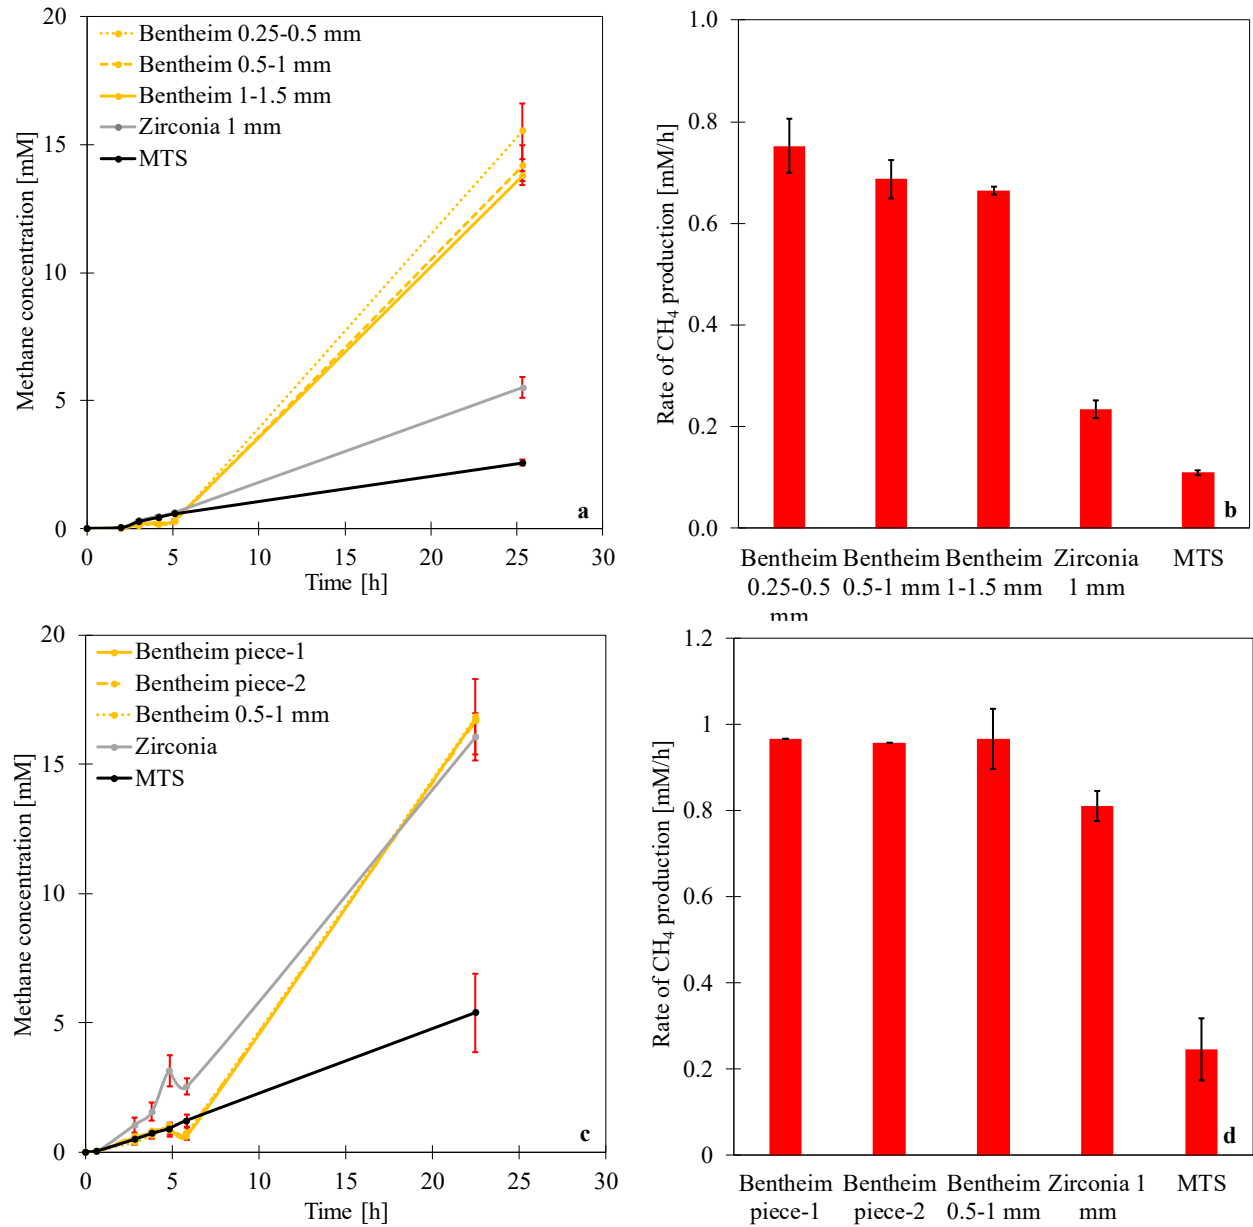 20
15
10
5
0
Methane concentration [mM]
Bentheim 0.25-0.5 mm
Bentheim 0.5-1 mm
Bentheim 1-1.5 mm
Zirconia 1 mm
MTS
a
0 5 10 15 20 25 30
Time [h]
1.0
0.8
0.6
0.4
0.2
0.0
Rate of CH₄ production [mM/h]
b
Bentheim Bentheim Bentheim Zirconia MTS
0.25-0.5 0.5-1 mm 1-1.5 mm 1 mm
mm
20
15
10
5
0
Methane concentration [mM]
Bentheim piece-1
Bentheim piece-2
Bentheim 0.5-1 mm
Zirconia
MTS
c
0 5 10 15 20 25 30
Time [h]
1.2
1
0.8
0.6
0.4
0.2
0
Rate of CH₄ production [mM/h]
d
Bentheim Bentheim Bentheim Zirconia 1 MTS
piece-1 piece-2 0.5-1 mm mm